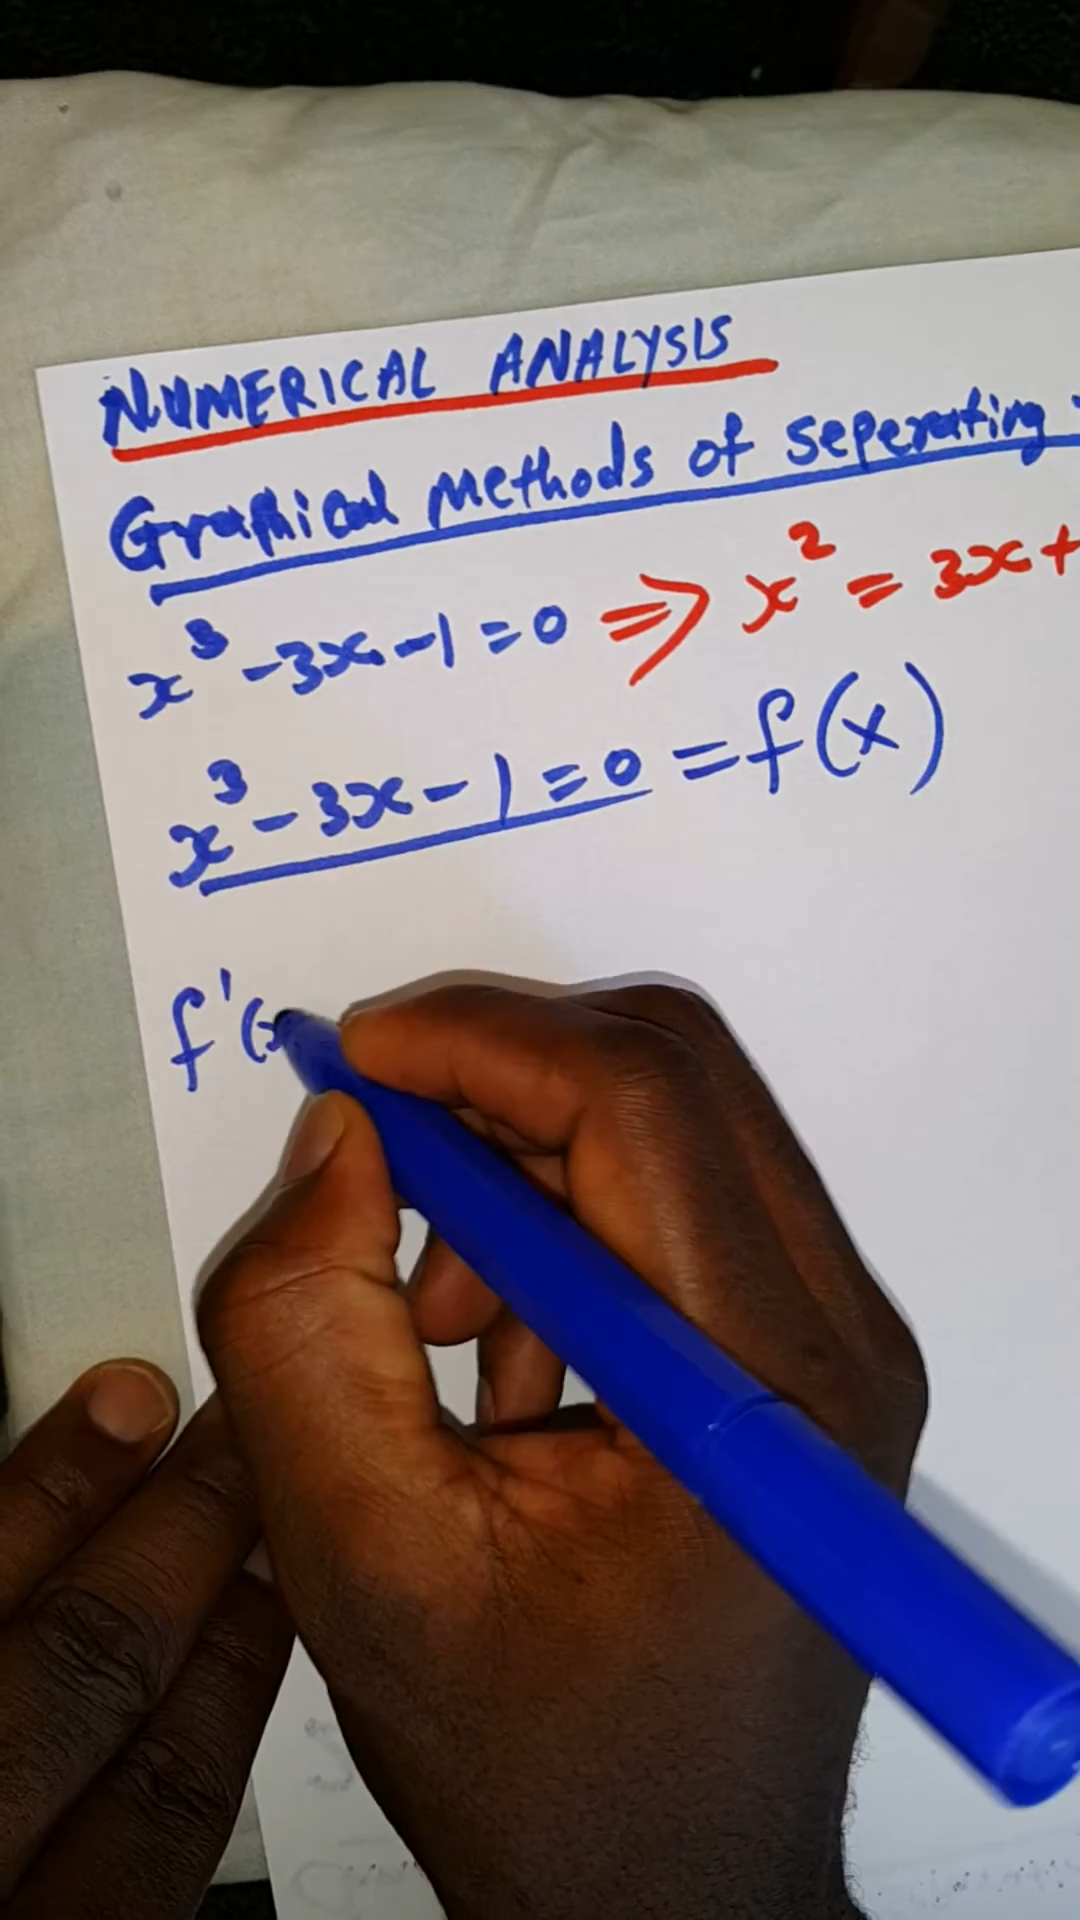 NUMERICAL ANALYSIS
Graphical methods of seperating
x³ -3x -1 =0 ⇒ x² = 3x+
x³ - 3x - 1 = 0 = f(x)
f'(x